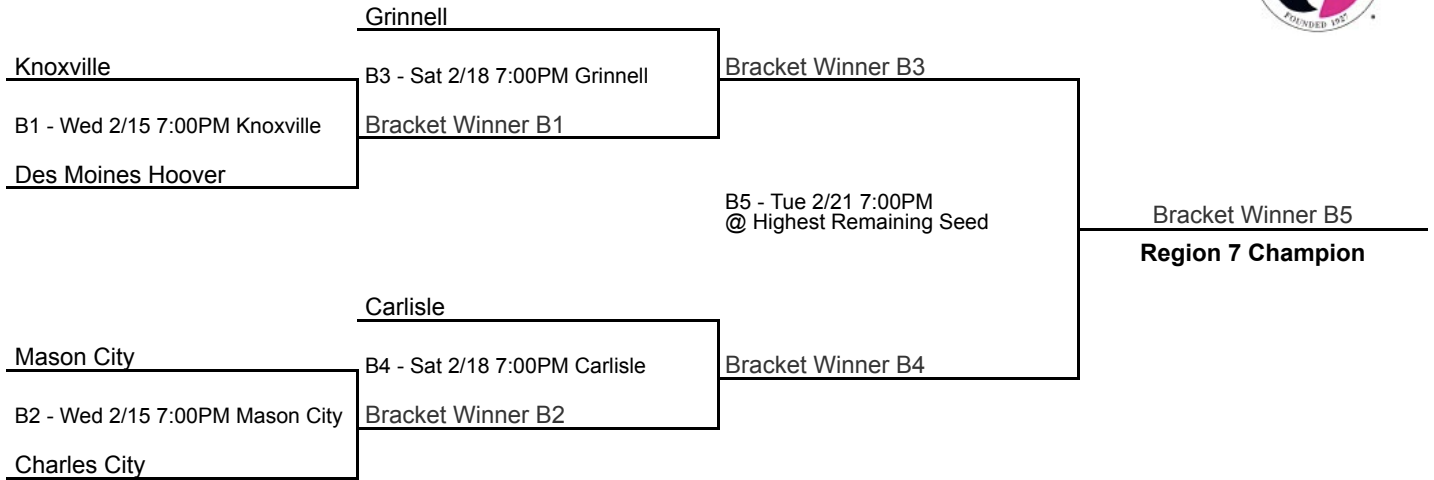 Grinnell
FOUNDED 1927
Knoxville
B3 - Sat 2/18 7:00PM Grinnell
Bracket Winner B3
B1 - Wed 2/15 7:00PM Knoxville
Bracket Winner B1
Des Moines Hoover
B5 - Tue 2/21 7:00PM
@ Highest Remaining Seed
Bracket Winner B5
Region 7 Champion
Carlisle
Mason City
B4 - Sat 2/18 7:00PM Carlisle
Bracket Winner B4
B2 - Wed 2/15 7:00PM Mason City
Bracket Winner B2
Charles City